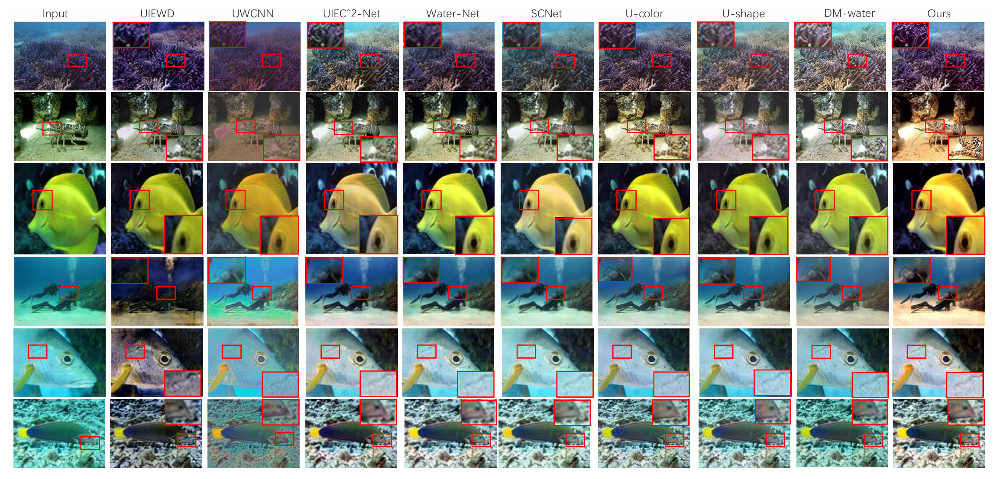 Input UIEWD UWCNN UIEC^2-Net Water-Net SCNet U-color U-shape DM-water Ours